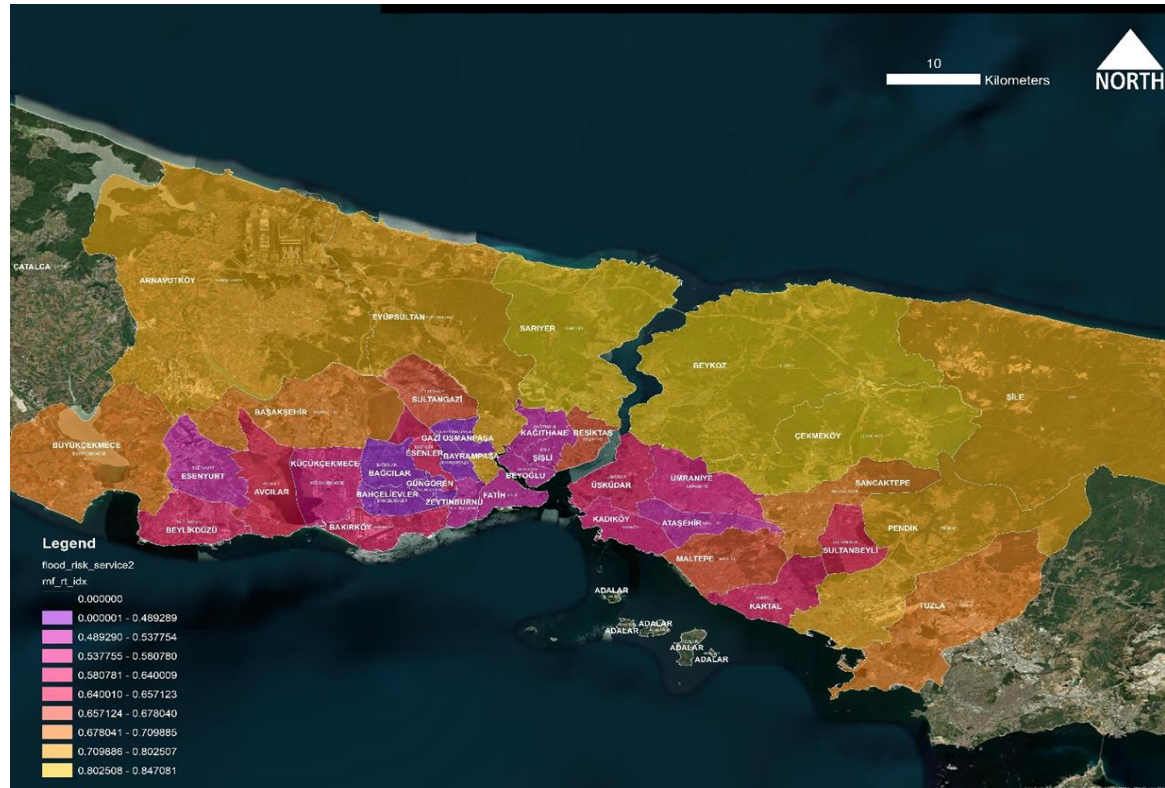 10
Kilometers
NORTH
ÇATALCA
ARNAVUTKÖY
EYÜPSULTAN
SARIYER
BEYKOZ
ŞİLE
SULTANGAZİ
BAŞAKŞEHİR
BÜYÜKÇEKMECE
GAZİ OSMANPAŞA
KAĞITHANE
BEŞİKTAŞ
ÇEKMEKÖY
ESENLER
BAYRAMPAŞA
ŞİŞLİ
ESENYURT
KÜÇÜKÇEKMECE
BAĞCILAR
BEYOĞLU
ÜMRANİYE
SANCAKTEPE
AVCILAR
GÜNGÖREN
BAHÇELİEVLER
FATİH
ÜSKÜDAR
ZEYTİNBURNU
KADIKÖY
ATAŞEHİR
PENDİK
BEYLİKDÜZÜ
BAKIRKÖY
SULTANBEYLİ
MALTEPE
KARTAL
TUZLA
ADALAR
ADALAR
ADALAR
ADALAR
ADALAR
Legend
flood_risk_service2
rnf_rt_idx
0.000000
0.000001 - 0.489289
0.489290 - 0.537754
0.537755 - 0.580780
0.580781 - 0.640009
0.640010 - 0.657123
0.657124 - 0.678040
0.678041 - 0.709885
0.709886 - 0.802507
0.802508 - 0.847081